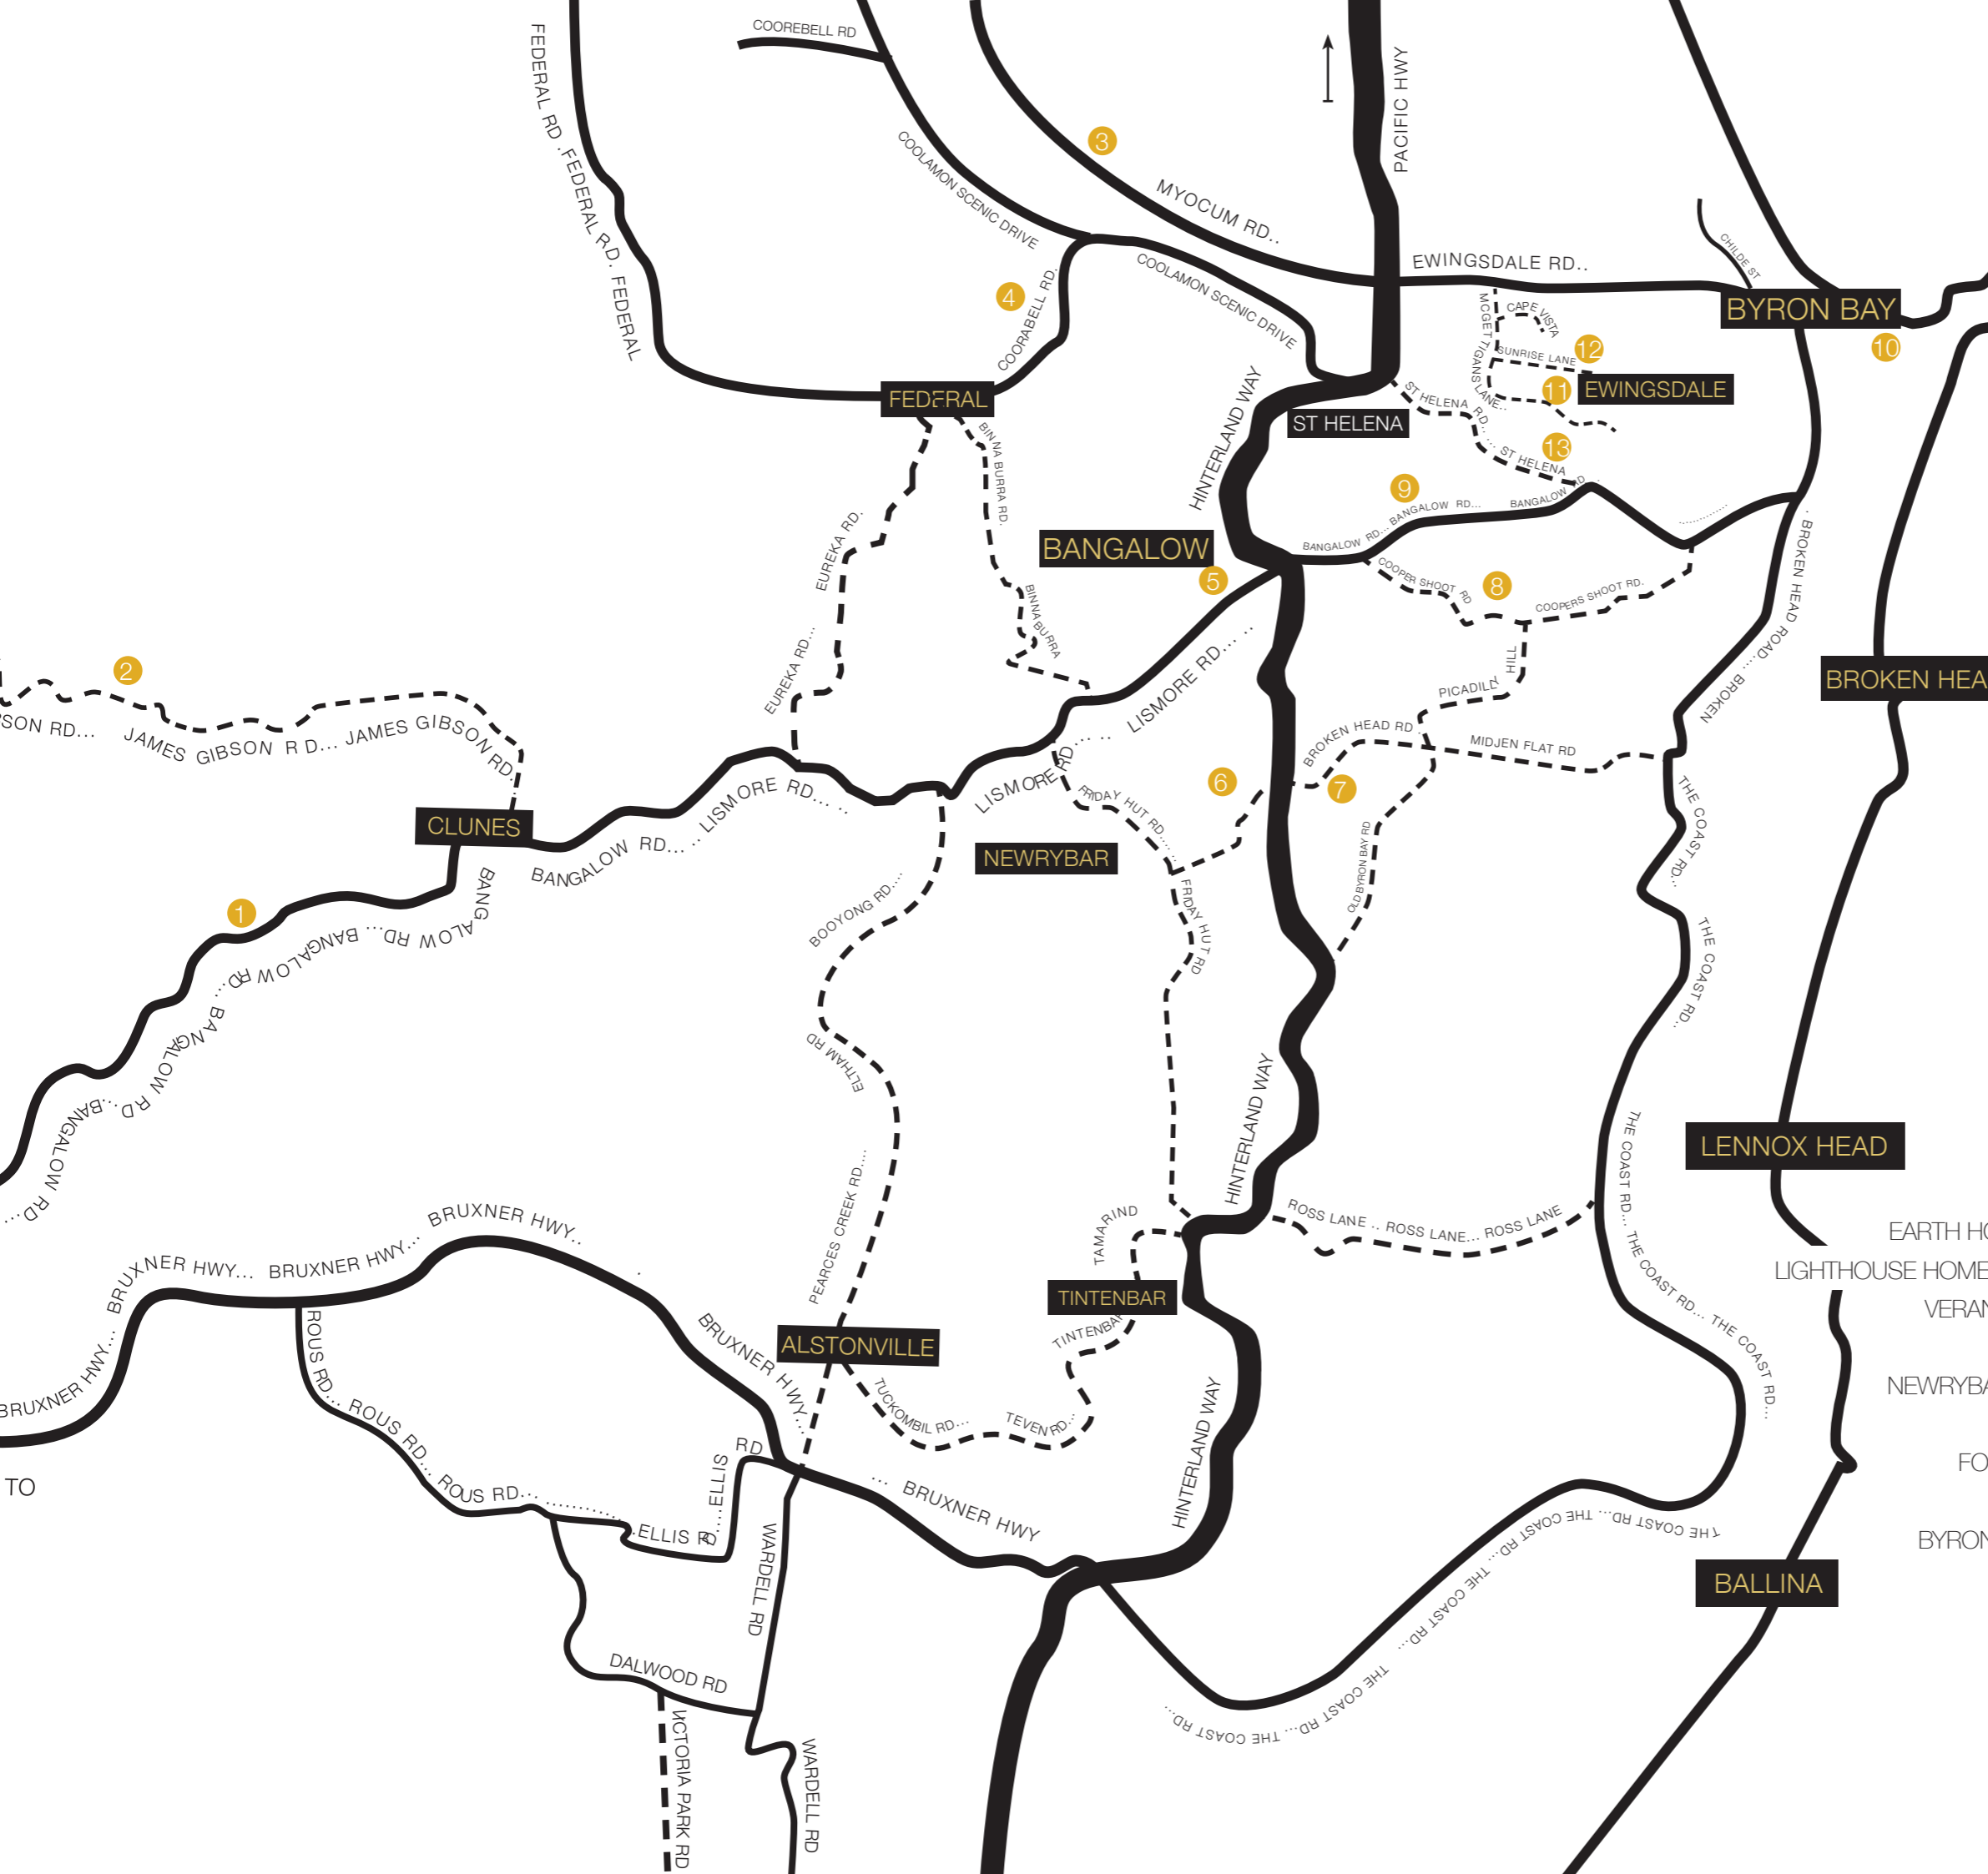 COOREBELL RD
FEDERAL RD .FEDERAL RD. FEDERAL
COOLAMON SCENIC DRIVE
3
MYOCUM RD..
PACIFIC HWY
EWINGSDALE RD..
CHILDE ST
BYRON BAY
10
4
COORABELL RD.
COOLAMON SCENIC DRIVE
MCGETTIGANS LANE..
CAPE VISTA
SUNRISE LANE
12
11
EWINGSDALE
FEDERAL
HINTERLAND WAY
ST HELENA
ST HELENA RD.. ... ST HELENA RD
13
BINNA BURRA RD.
EUREKA RD.
9
BANGALOW RD... BANGALOW RD... BANGALOW
BANGALOW
5
COOPER SHOOT RD
8
COOPERS SHOOT RD.
. BROKEN HEAD ROAD.... BROKEN
BINNA BURRA
EUREKA RD...
LISMORE RD... ..
HILL
PICADILLY
BROKEN HEA
2
SON RD... JAMES GIBSON R D... JAMES GIBSON RD.
BROKEN HEAD RD .
MIDJEN FLAT RD
LISMORE RD... ..
6
7
FRIDAY HUT RD... ..
THE COAST RD...
CLUNES
BANGALOW RD... .. LISMORE RD... ..
NEWRYBAR
OLD BYRON BAY RD
BOOYONG RD....
FRIDAY HUT RD
1
BANGALOW RD... BANGALOW RD... BANGALOW RD...BANGALOW RD...
THE COAST RD..
ELTHAM RD
HINTERLAND WAY
LENNOX HEAD
PEARCES CREEK RD....
TAMARIND
ROSS LANE .. ROSS LANE... ROSS LANE
THE COAST RD... THE COAST RD... THE COAST RD...
EARTH HO
LIGHTHOUSE HOME
VERAN
BRUXNER HWY... BRUXNER HWY... BRUXNER HWY... BRUXNER HWY..
TINTENBAR
TINTENBAR
ALSTONVILLE
BRUXNER HWY...
ROUS RD... ROUS RD... ROUS RD... ..........
TUCKOMBIL RD...
TEVEN RD...
HINTERLAND WAY
NEWRYBA
FO
TO
.ELLIS RD.....ELLIS RD
... BRUXNER HWY
WARDELL RD
THE COAST RD... THE COAST RD... THE COAST RD...
BYRON
BALLINA
DALWOOD RD
THE COAST RD... THE COAST RD...
VICTORIA PARK RD
WARDELL RD